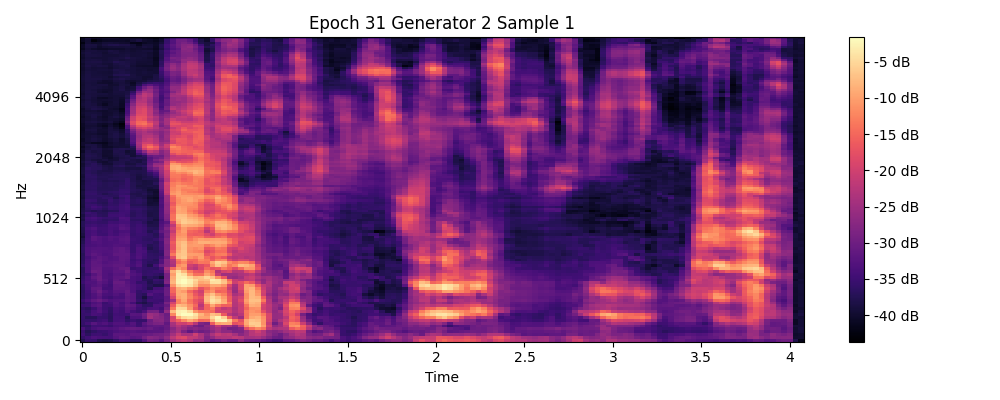 Epoch 31 Generator 2 Sample 1
Hz
4096
2048
1024
512
0
0 0.5 1 1.5 2 2.5 3 3.5 4
Time
-5 dB
-10 dB
-15 dB
-20 dB
-25 dB
-30 dB
-35 dB
-40 dB